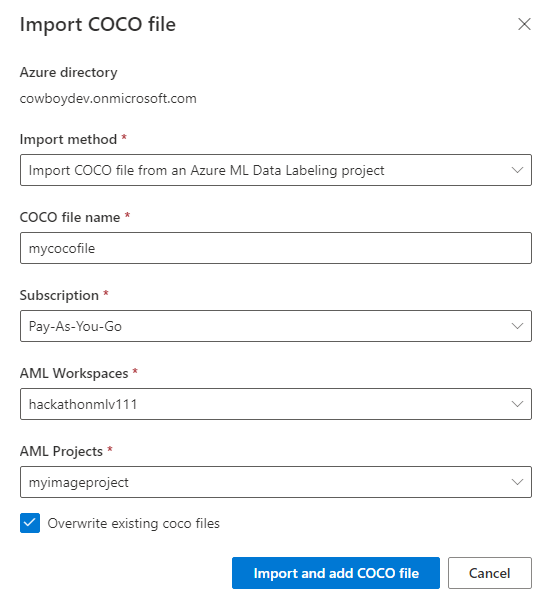 Import COCO file
Azure directory
cowboydev.onmicrosoft.com
Import method *
Import COCO file from an Azure ML Data Labeling project
COCO file name *
mycocofile
Subscription *
Pay-As-You-Go
AML Workspaces *
hackathonmlv111
AML Projects *
myimageproject
Overwrite existing coco files
Import and add COCO file
Cancel